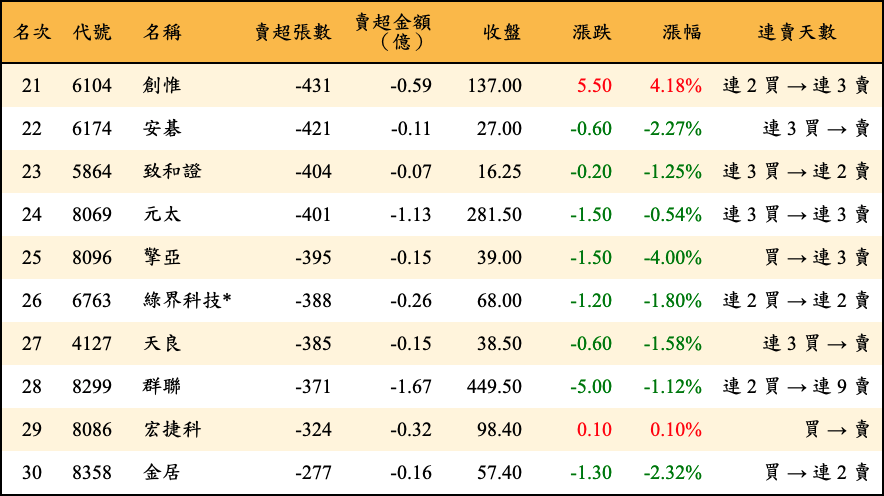 名次 代號 名稱 賣超張數 賣超金額（億） 收盤 漲跌 漲幅 連賣天數
21 6104 創惟 -431 -0.59 137.00 5.50 4.18% 連 2 買 → 連 3 賣
22 6174 安碁 -421 -0.11 27.00 -0.60 -2.27% 連 3 買 → 賣
23 5864 致和證 -404 -0.07 16.25 -0.20 -1.25% 連 3 買 → 連 2 賣
24 8069 元太 -401 -1.13 281.50 -1.50 -0.54% 連 3 買 → 連 3 賣
25 8096 擎亞 -395 -0.15 39.00 -1.50 -4.00% 買 → 連 3 賣
26 6763 綠界科技* -388 -0.26 68.00 -1.20 -1.80% 連 2 買 → 連 2 賣
27 4127 天良 -385 -0.15 38.50 -0.60 -1.58% 連 3 買 → 賣
28 8299 群聯 -371 -1.67 449.50 -5.00 -1.12% 連 2 買 → 連 9 賣
29 8086 宏捷科 -324 -0.32 98.40 0.10 0.10% 買 → 賣
30 8358 金居 -277 -0.16 57.40 -1.30 -2.32% 買 → 連 2 賣